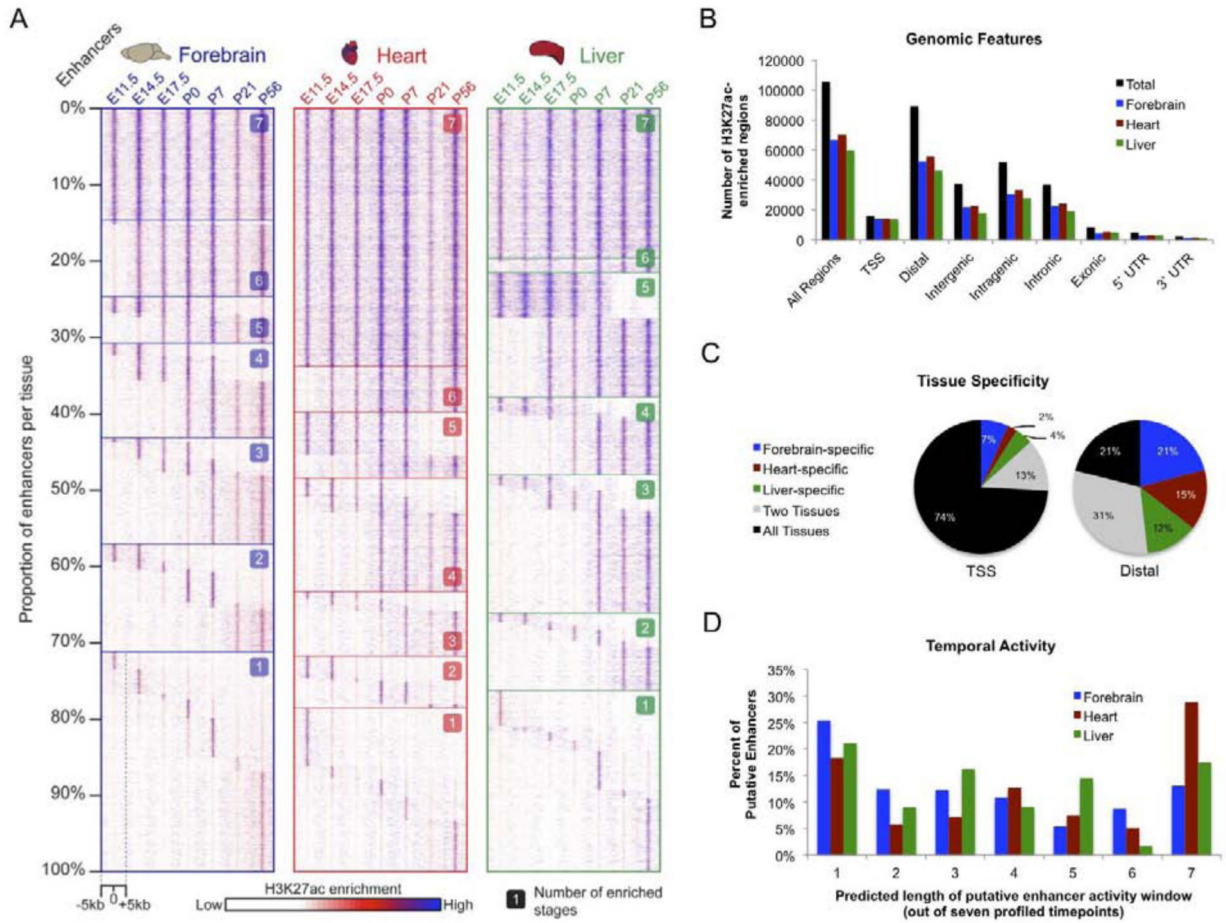 A
Enhancers
Forebrain
Heart
Liver
E11.5 E14.5 E17.5 P0 P7 P21 P56
E11.5 E14.5 E17.5 P0 P7 P21 P56
E11.5 E14.5 E17.5 P0 P7 P21 P56
Proportion of enhancers per tissue
0%
10%
20%
30%
40%
50%
60%
70%
80%
90%
100%
7
6
5
4
3
2
1
7
6
5
4
3
2
1
7
6
5
4
3
2
1
-5kb 0 +5kb
H3K27ac enrichment
Low High
1 Number of enriched
stages
B
Genomic Features
Number of H3K27ac-
enriched regions
120000
100000
80000
60000
40000
20000
0
Total
Forebrain
Heart
Liver
All Regions TSS Distal Intergenic Intragenic Intronic Exonic 5' UTR 3' UTR
C
Tissue Specificity
Forebrain-specific
Heart-specific
Liver-specific
Two Tissues
All Tissues
7%
2%
4%
13%
74%
TSS
21%
21%
15%
12%
31%
Distal
D
Temporal Activity
Percent of
Putative Enhancers
35%
30%
25%
20%
15%
10%
5%
0%
Forebrain
Heart
Liver
1 2 3 4 5 6 7
Predicted length of putative enhancer activity window
(out of seven profiled timepoints)